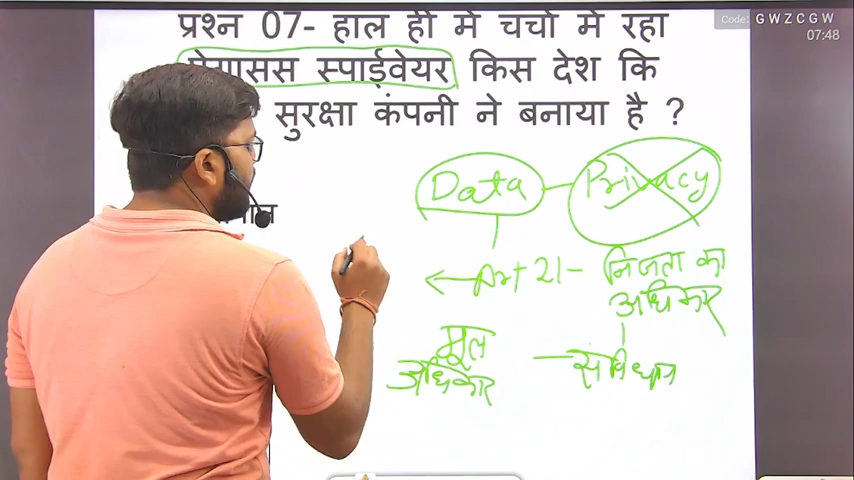 प्रश्न 07- हाल ही में चर्चा में रहा
पेगासस स्पाईवेयर किस देश कि
सुरक्षा कंपनी ने बनाया है ?
Code: G W Z C G W
07:48
Data
Privacy
Art 21- निजता का
अधिकार
मूल
अधिकार
संविधान